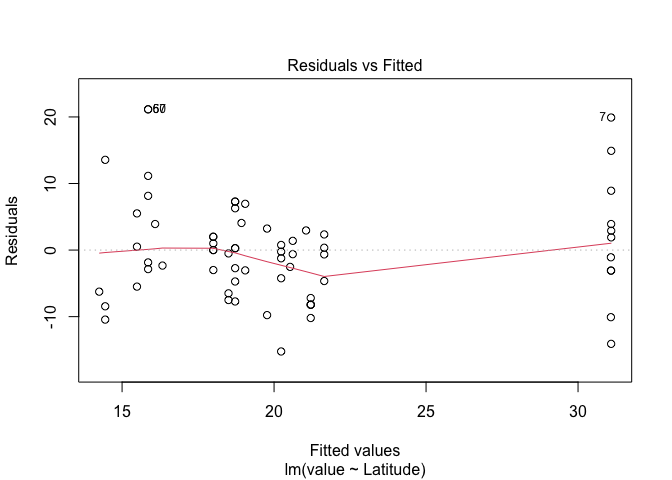 Residuals vs Fitted
Residuals
20
10
0
-10
7
15
20
25
30
Fitted values
lm(value ~ Latitude)